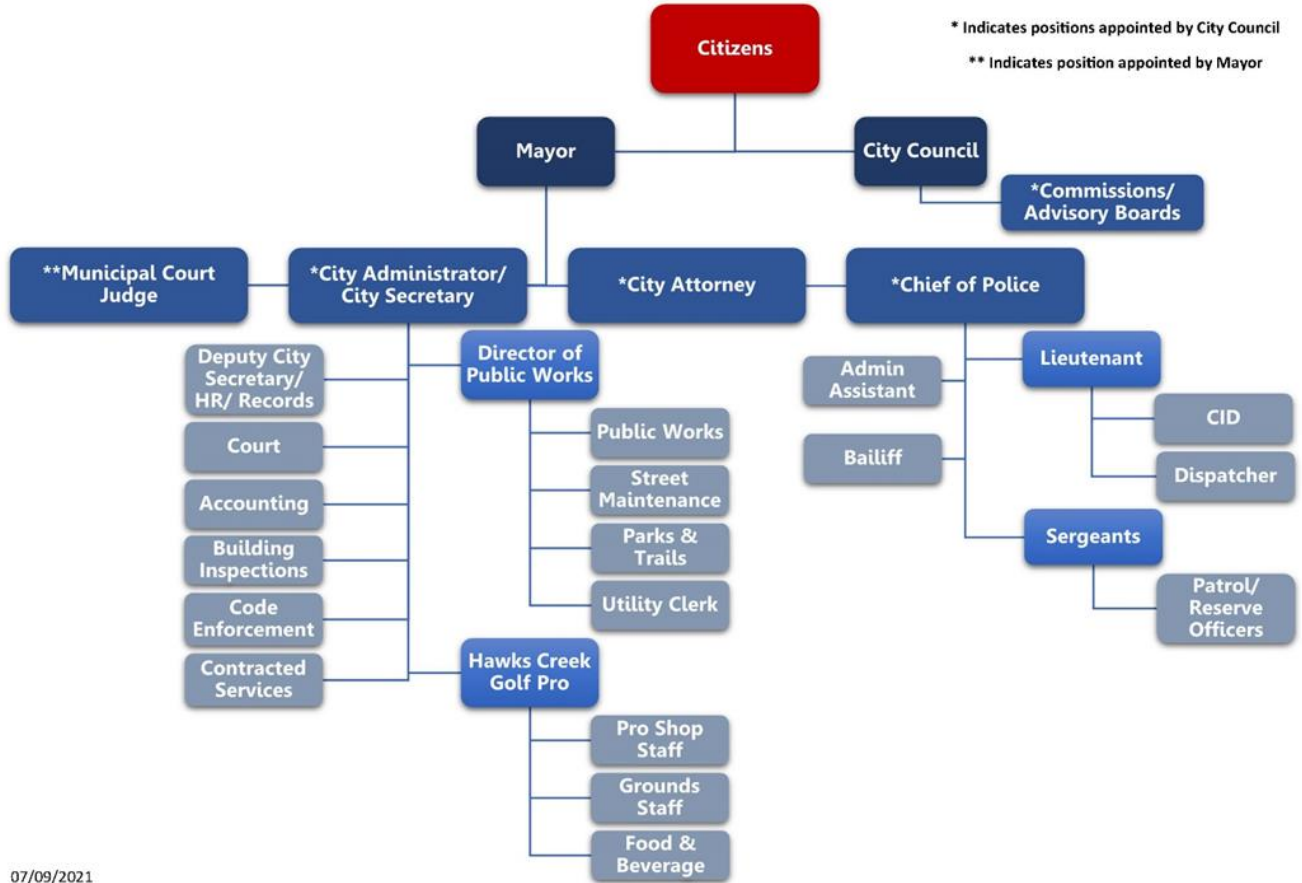 Citizens
* Indicates positions appointed by City Council
** Indicates position appointed by Mayor
Mayor
City Council
*Commissions/
Advisory Boards
**Municipal Court
Judge
*City Administrator/
City Secretary
*City Attorney
*Chief of Police
Deputy City
Secretary/
HR/ Records
Court
Accounting
Building
Inspections
Code
Enforcement
Contracted
Services
Director of
Public Works
Public Works
Street
Maintenance
Parks &
Trails
Utility Clerk
Hawks Creek
Golf Pro
Pro Shop
Staff
Grounds
Staff
Food &
Beverage
Admin
Assistant
Bailiff
Lieutenant
CID
Dispatcher
Sergeants
Patrol/
Reserve
Officers
07/09/2021